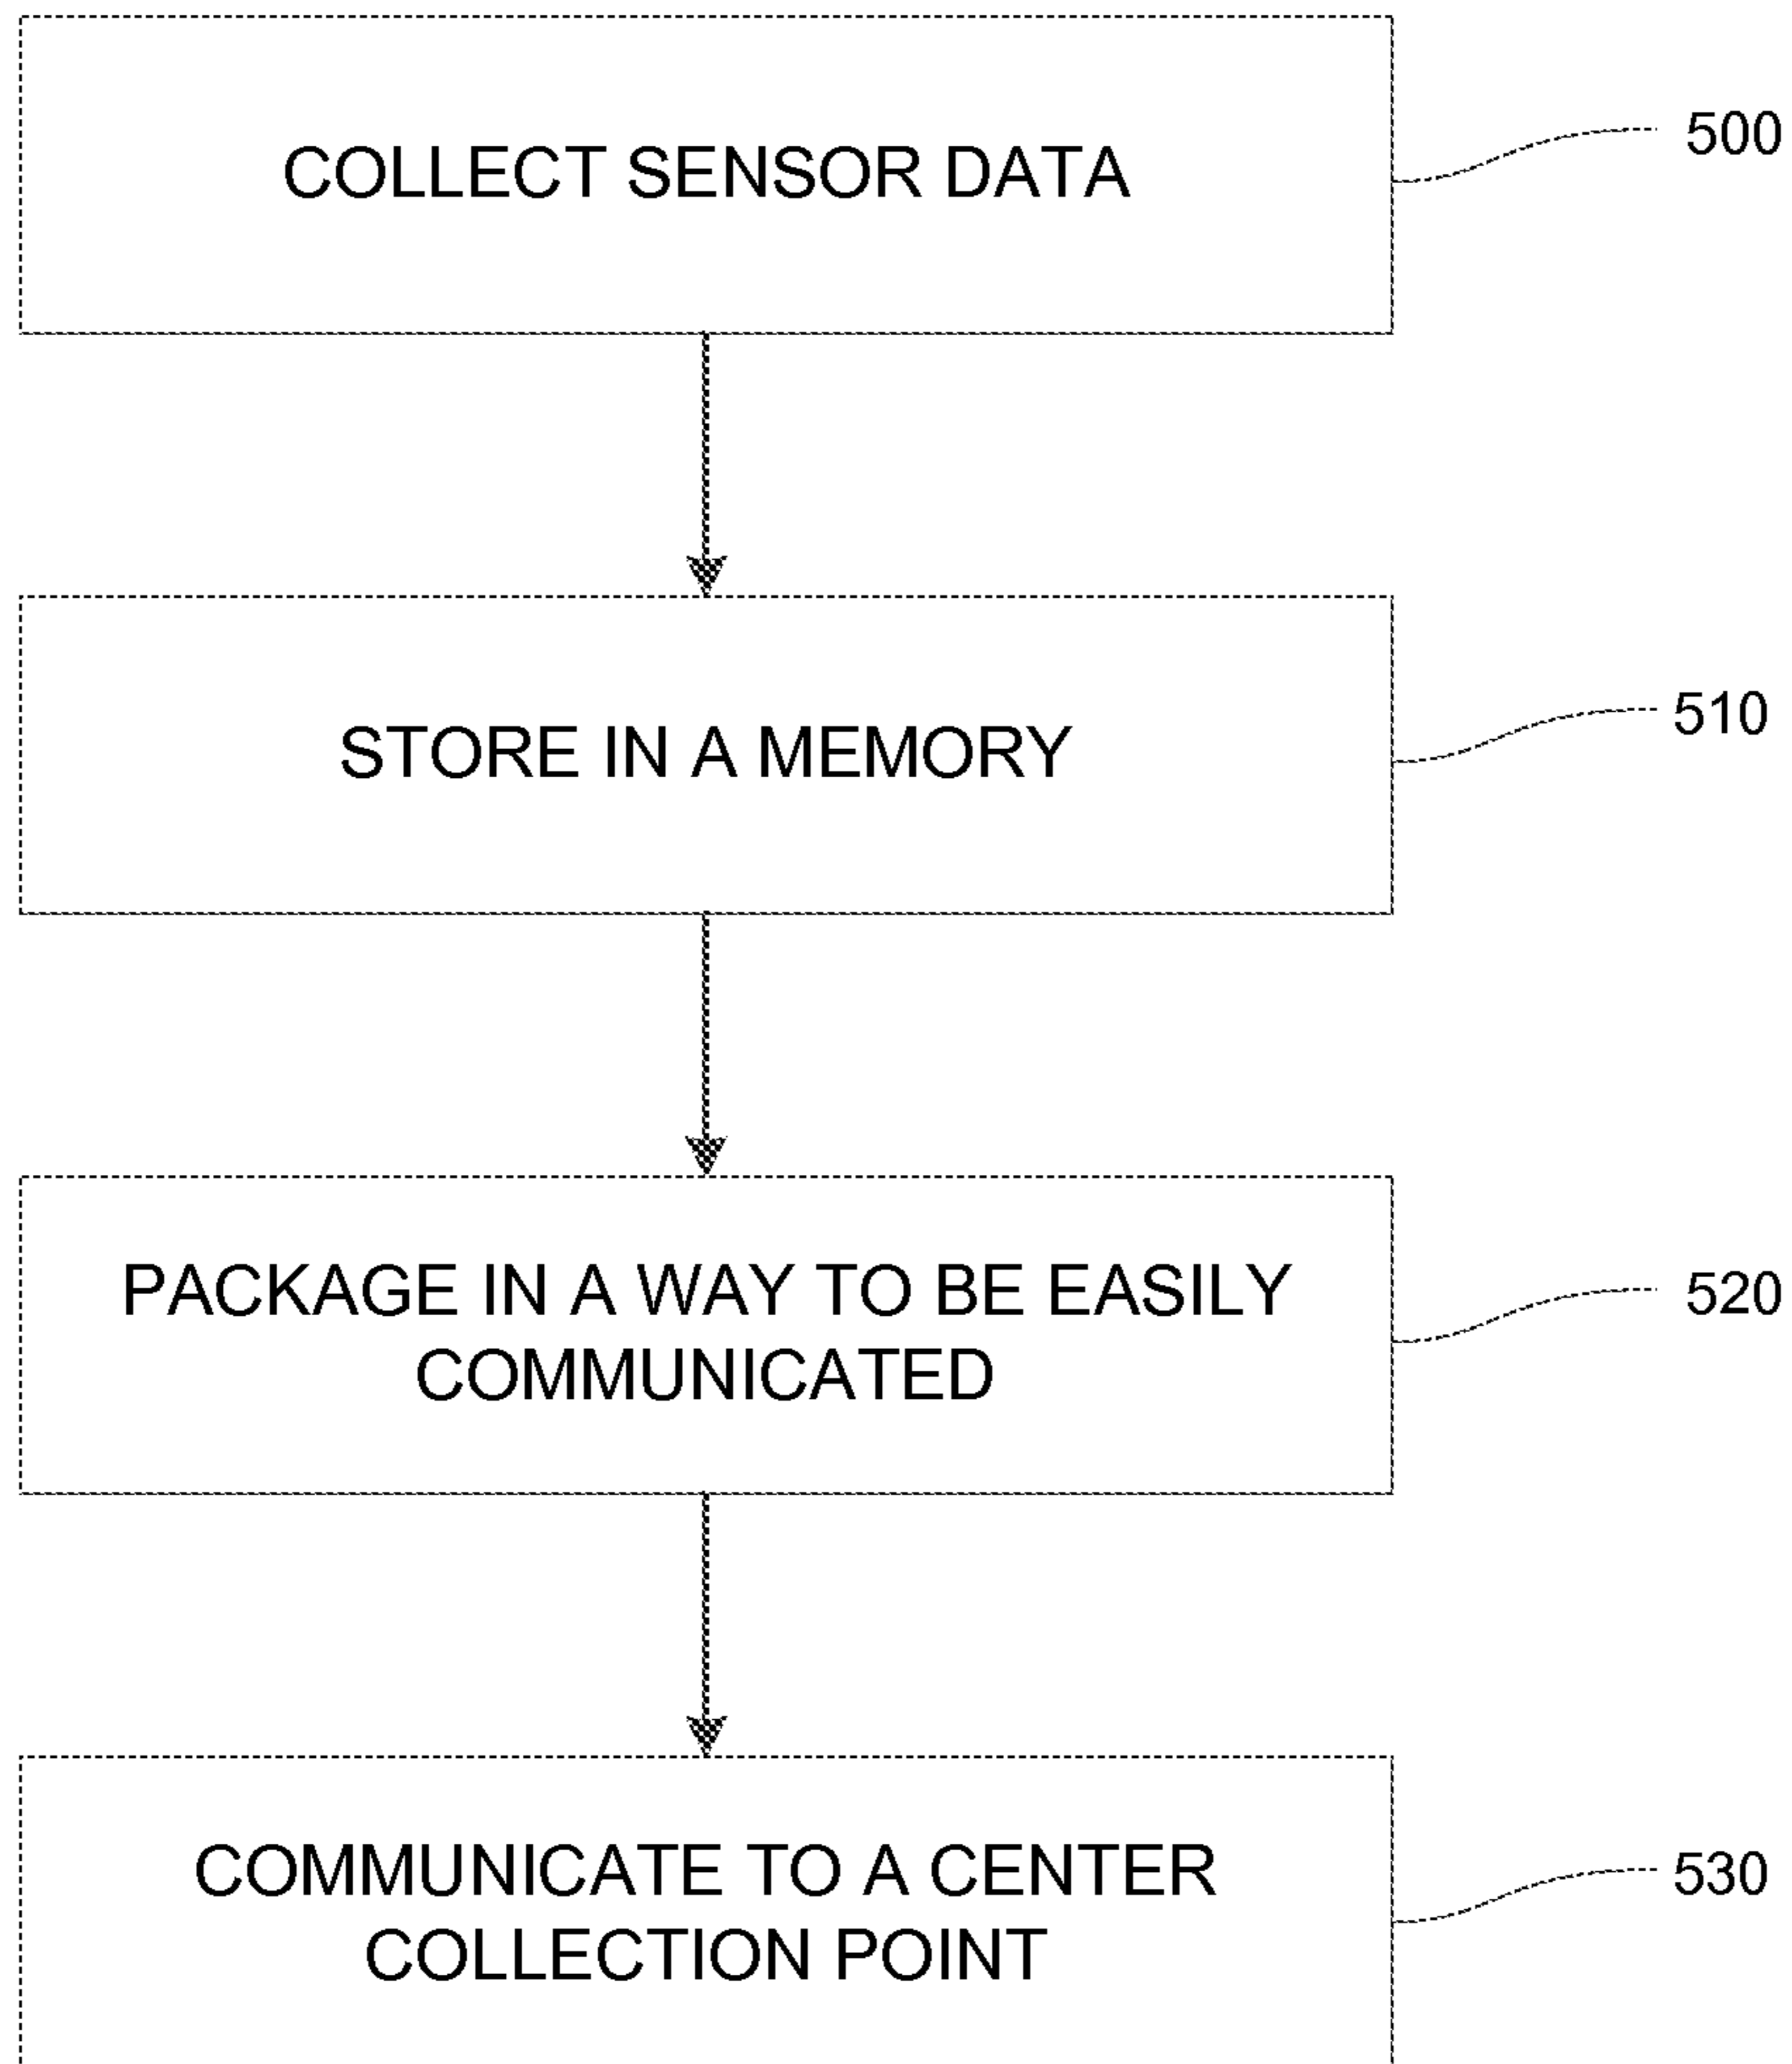 COLLECT SENSOR DATA
500
STORE IN A MEMORY
510
PACKAGE IN A WAY TO BE EASILY
COMMUNICATED
520
COMMUNICATE TO A CENTER
COLLECTION POINT
530